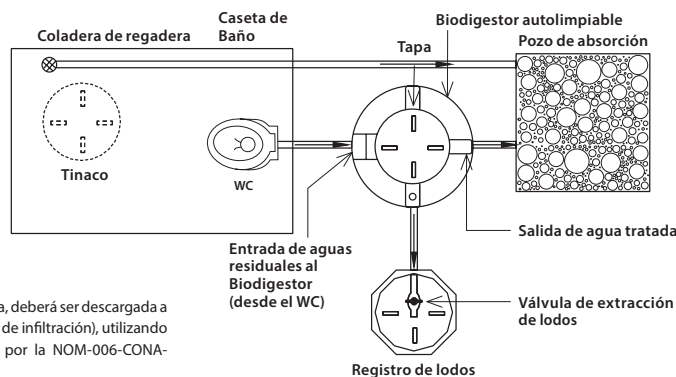 Caseta de
Baño
Coladera de regadera
Biodigestor autolimpiable
Tapa
Pozo de absorción
Tinaco
WC
Entrada de aguas
residuales al
Biodigestor
(desde el WC)
Salida de agua tratada
Válvula de extracción
de lodos
Registro de lodos
a, deberá ser descargada a
de infiltración), utilizando
por la NOM-006-CONA-